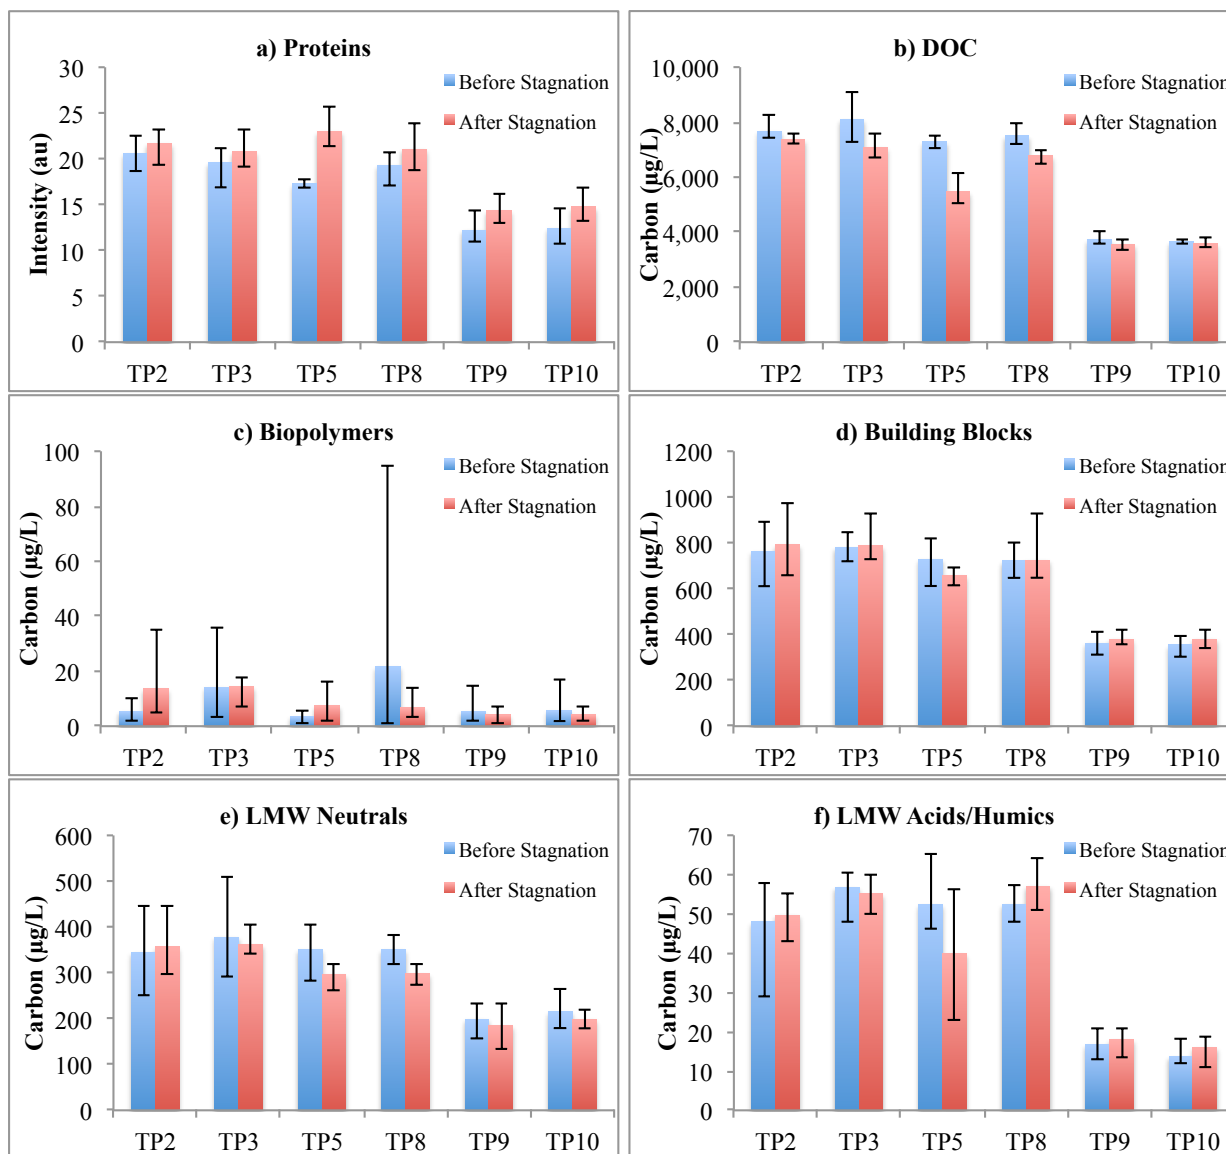 a) Proteins
Intensity (au)
30
25
20
15
10
5
0
Before Stagnation
After Stagnation
TP2 TP3 TP5 TP8 TP9 TP10
b) DOC
Carbon (µg/L)
10,000
8,000
6,000
4,000
2,000
0
Before Stagnation
After Stagnation
TP2 TP3 TP5 TP8 TP9 TP10
c) Biopolymers
Carbon (µg/L)
100
80
60
40
20
0
Before Stagnation
After Stagnation
TP2 TP3 TP5 TP8 TP9 TP10
d) Building Blocks
Carbon (µg/L)
1200
1000
800
600
400
200
0
Before Stagnation
After Stagnation
TP2 TP3 TP5 TP8 TP9 TP10
e) LMW Neutrals
Carbon (µg/L)
600
500
400
300
200
100
0
Before Stagnation
After Stagnation
TP2 TP3 TP5 TP8 TP9 TP10
f) LMW Acids/Humics
Carbon (µg/L)
70
60
50
40
30
20
10
0
Before Stagnation
After Stagnation
TP2 TP3 TP5 TP8 TP9 TP10